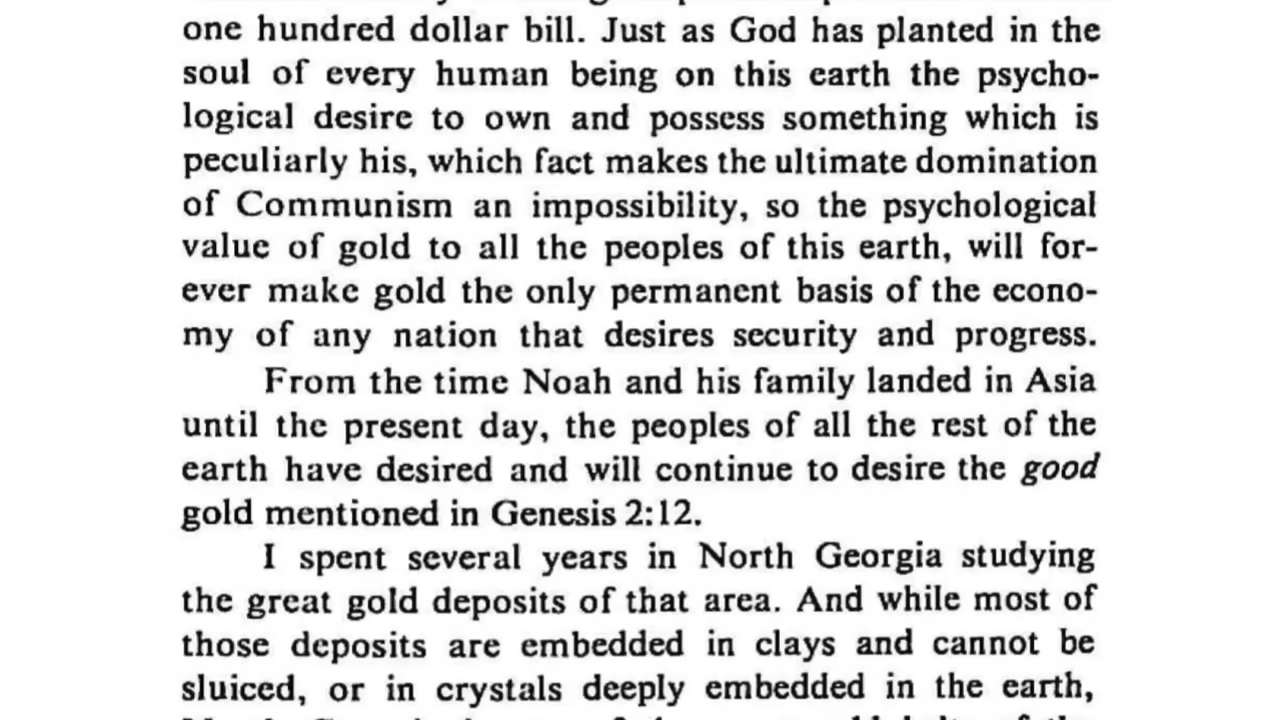 one hundred dollar bill. Just as God has planted in the
soul of every human being on this earth the psycho-
logical desire to own and possess something which is
peculiarly his, which fact makes the ultimate domination
of Communism an impossibility, so the psychological
value of gold to all the peoples of this earth, will for-
ever make gold the only permanent basis of the econo-
my of any nation that desires security and progress.
From the time Noah and his family landed in Asia
until the present day, the peoples of all the rest of the
earth have desired and will continue to desire the good
gold mentioned in Genesis 2:12.
I spent several years in North Georgia studying
the great gold deposits of that area. And while most of
those deposits are embedded in clays and cannot be
sluiced, or in crystals deeply embedded in the earth,